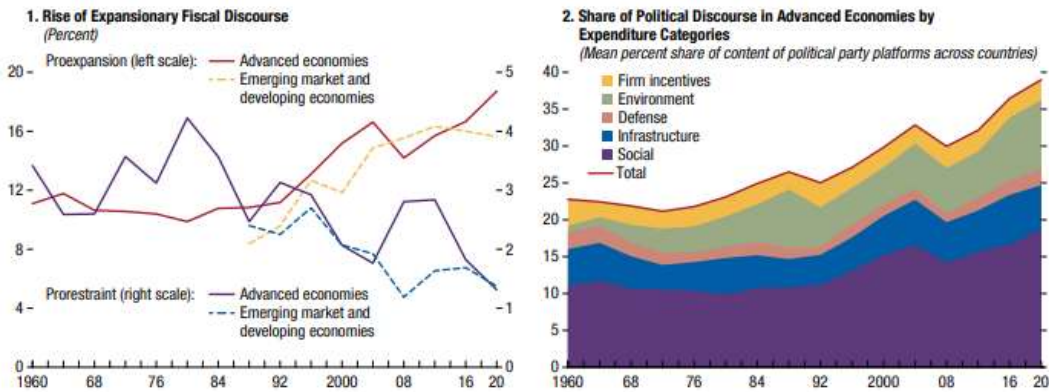 1. Rise of Expansionary Fiscal Discourse
(Percent)
Proexpansion (left scale):
Advanced economies
Emerging market and
developing economies
20
16
12
8
4
0
5
4
3
2
1
0
Prorestraint (right scale):
Advanced economies
Emerging market and
developing economies
1960 68 76 84 92 2000 08 16 20
2. Share of Political Discourse in Advanced Economies by
Expenditure Categories
(Mean percent share of content of political party platforms across countries)
40
35
30
25
20
15
10
5
0
Firm incentives
Environment
Defense
Infrastructure
Social
Total
1960 68 76 84 92 2000 08 16 20